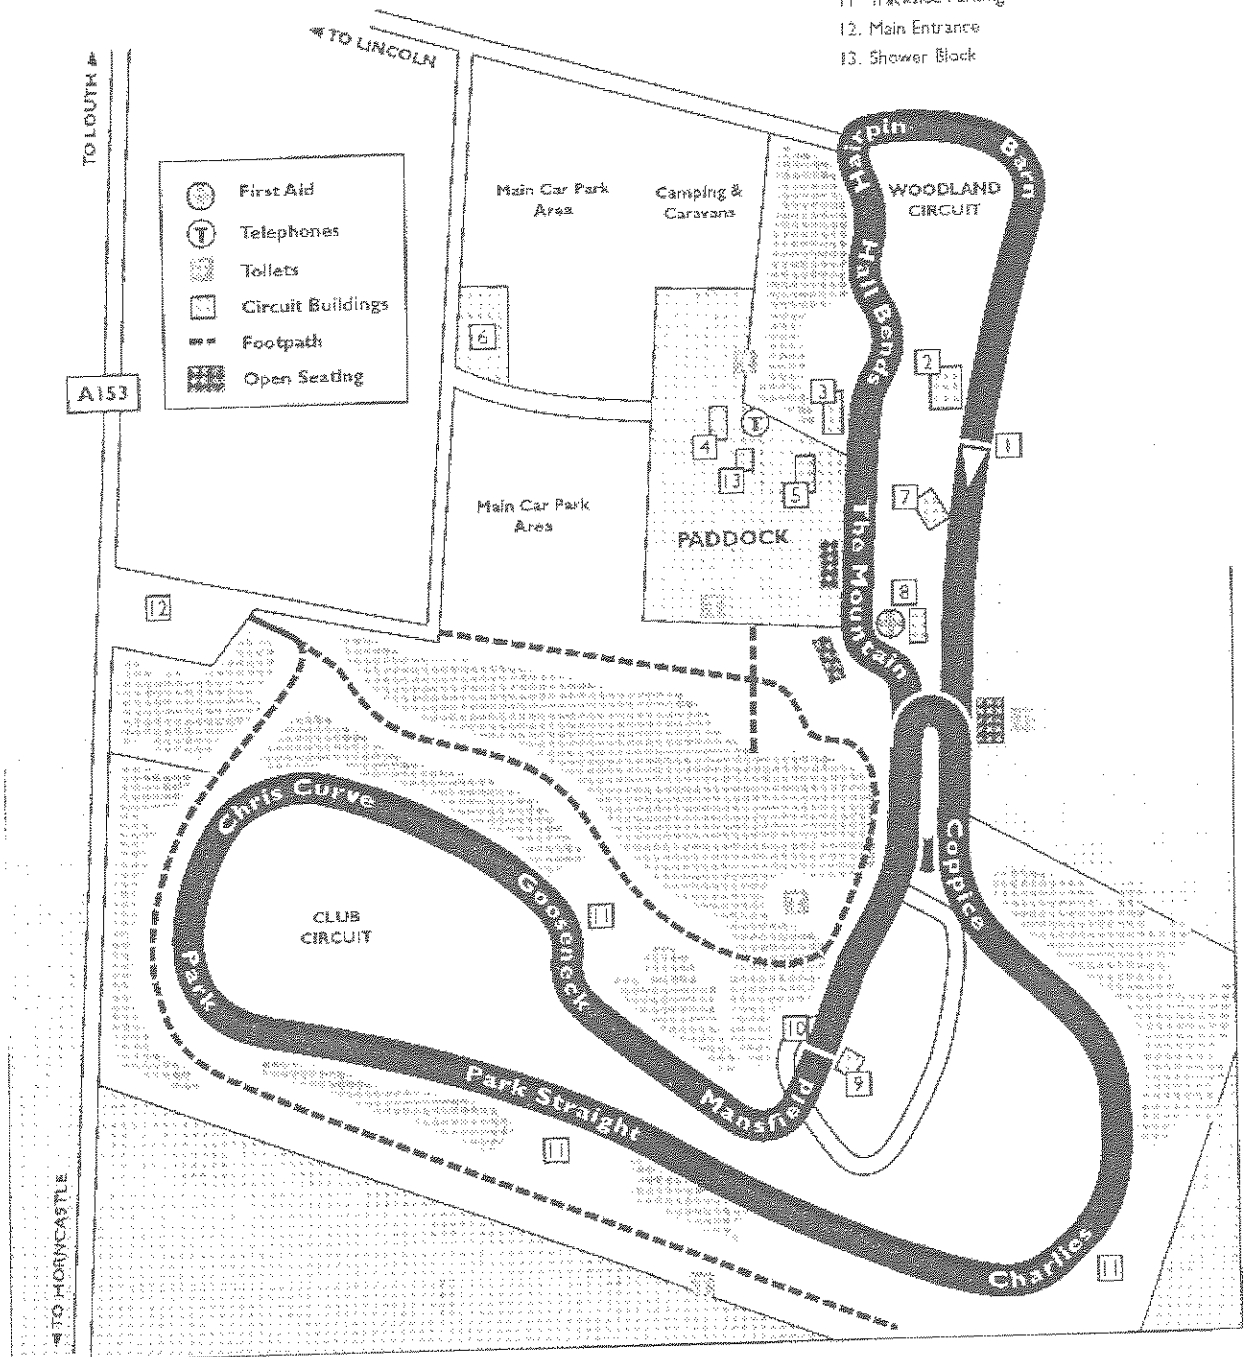 11 Trackside Parking
12. Main Entrance
13. Shower Block
◄ TO LINCOLN
TO LOUTH ►
First Aid
T Telephones
Toilets
Circuit Buildings
Footpath
Open Seating
A153
Main Car Park
Area
Camping &
Caravans
Hairpin
Barn
WOODLAND
CIRCUIT
Hall Bends
6
2
3
T
4
1
13
5
7
Main Car Park
Area
PADDOCK
The Mountain
8
12
Chris Curve
Coppice
Gooseneck
11
CLUB
CIRCUIT
Park
10
9
Park Straight
Mansfield
11
Charlies
11
◄ TO HORNCASTLE